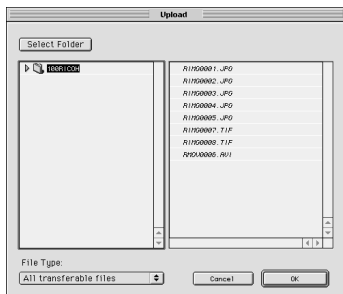 Upload
Select Folder
100RICOH
RIMG0001.JPG
RIMG0002.JPG
RIMG0003.JPG
RIMG0004.JPG
RIMG0005.JPG
RIMG0007.TIF
RIMG0008.TIF
RMOV0006.AVI
File Type:
All transferable files
Cancel
OK